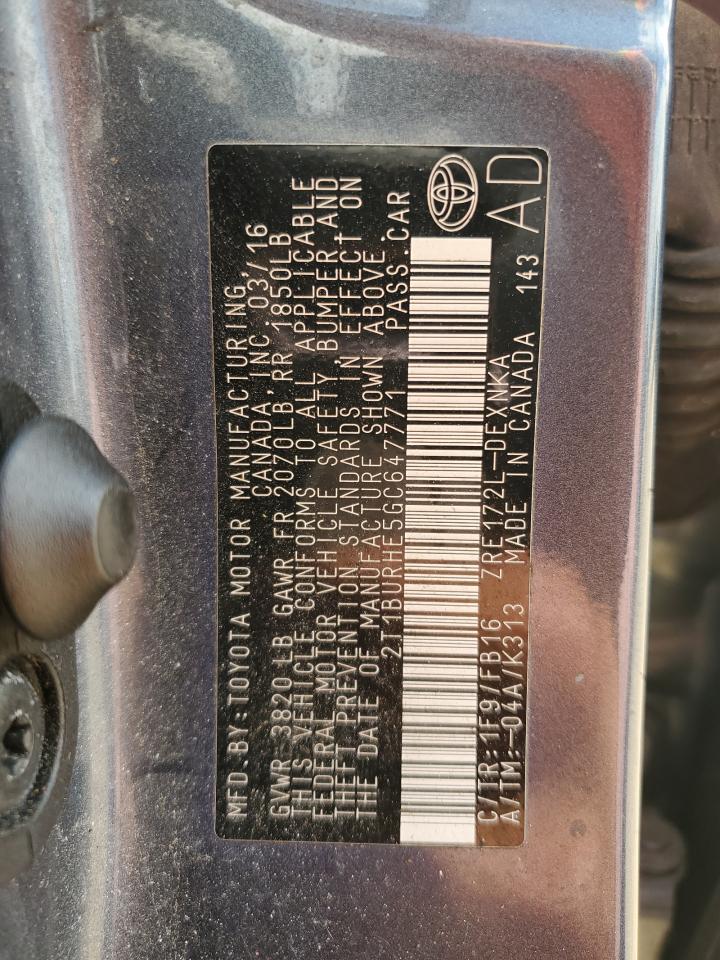 MFD.BY:TOYOTA MOTOR MANUFACTURING,
CANADA, INC. 03/16
GVWR 3820 LB GAWR FR 2070LB RR 1850LB
THIS VEHICLE CONFORMS TO ALL APPLICABLE
FEDERAL MOTOR VEHICLE SAFETY, BUMPER AND
THEFT PREVENTION STANDARDS IN EFFECT ON
THE DATE OF MANUFACTURE SHOWN ABOVE.
2T1BURHE5GC647771 PASS.CAR
C/TR: 1F9/FB16 ZRE172L-DEXNKA
A/TM:-04A/K313 MADE IN CANADA 143
AD